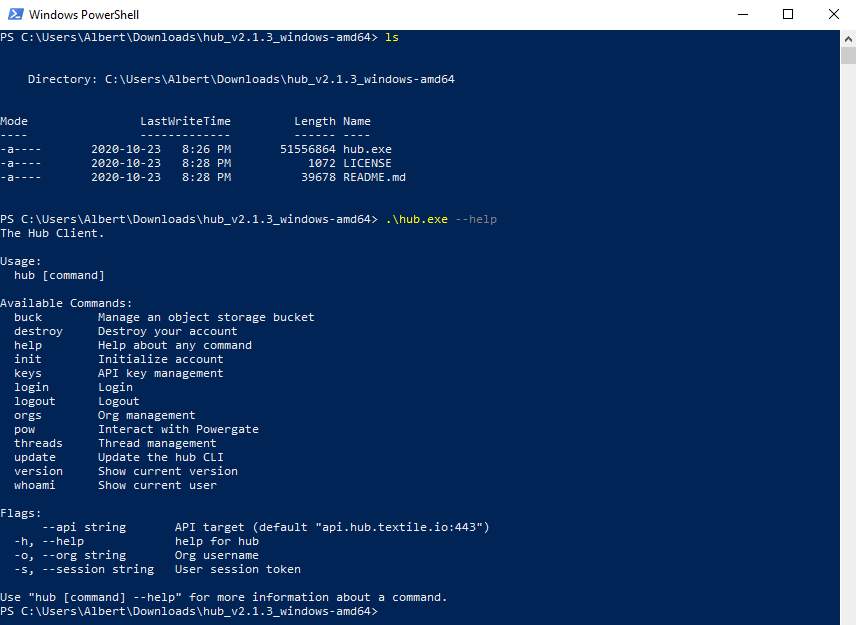 Windows PowerShell
PS C:\Users\Albert\Downloads\hub_v2.1.3_windows-amd64> ls
Directory: C:\Users\Albert\Downloads\hub_v2.1.3_windows-amd64
Mode                LastWriteTime         Length Name
----                -------------         ------ ----
-a----       2020-10-23   8:26 PM       51556864 hub.exe
-a----       2020-10-23   8:28 PM           1072 LICENSE
-a----       2020-10-23   8:28 PM          39678 README.md
PS C:\Users\Albert\Downloads\hub_v2.1.3_windows-amd64> .\hub.exe --help
The Hub Client.
Usage:
  hub [command]
Available Commands:
  buck        Manage an object storage bucket
  destroy     Destroy your account
  help        Help about any command
  init        Initialize account
  keys        API key management
  login       Login
  logout      Logout
  orgs        Org management
  pow         Interact with Powergate
  threads     Thread management
  update      Update the hub CLI
  version     Show current version
  whoami      Show current user
Flags:
      --api string       API target (default "api.hub.textile.io:443")
  -h, --help             help for hub
  -o, --org string       Org username
  -s, --session string   User session token
Use "hub [command] --help" for more information about a command.
PS C:\Users\Albert\Downloads\hub_v2.1.3_windows-amd64>